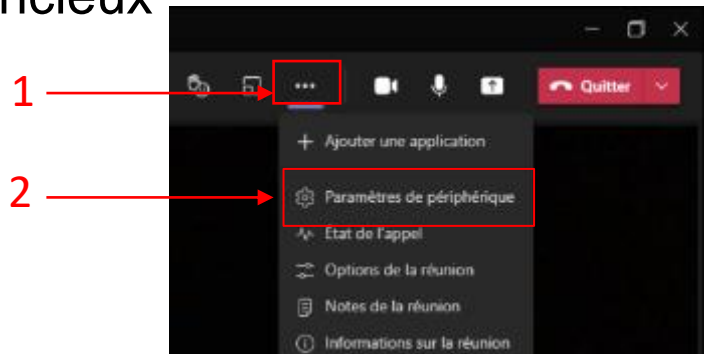 ncieux
1
Quitter
Ajouter une application
2
Paramètres de périphérique
État de l'appel
Options de la réunion
Notes de la réunion
Informations sur la réunion